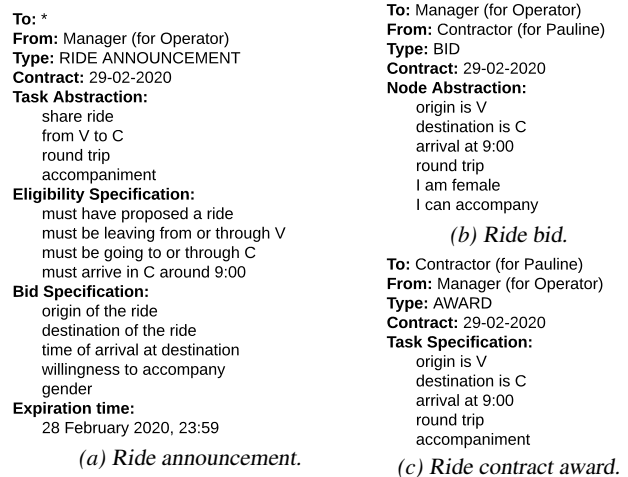 To: *
From: Manager (for Operator)
Type: RIDE ANNOUNCEMENT
Contract: 29-02-2020
Task Abstraction:
share ride
from V to C
round trip
accompaniment
Eligibility Specification:
must have proposed a ride
must be leaving from or through V
must be going to or through C
must arrive in C around 9:00
Bid Specification:
origin of the ride
destination of the ride
time of arrival at destination
willingness to accompany
gender
Expiration time:
28 February 2020, 23:59
(a) Ride announcement.
To: Manager (for Operator)
From: Contractor (for Pauline)
Type: BID
Contract: 29-02-2020
Node Abstraction:
origin is V
destination is C
arrival at 9:00
round trip
I am female
I can accompany
(b) Ride bid.
To: Contractor (for Pauline)
From: Manager (for Operator)
Type: AWARD
Contract: 29-02-2020
Task Specification:
origin is V
destination is C
arrival at 9:00
round trip
accompaniment
(c) Ride contract award.